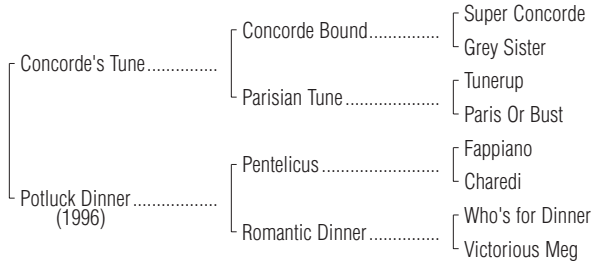 Super Concorde
Concorde Bound...............
Grey Sister
Concorde's Tune...............
Tunerup
Parisian Tune....................
Paris Or Bust
Fappiano
Pentelicus.........................
Charedi
Potluck Dinner..................
(1996)
Who's for Dinner
Romantic Dinner...............
Victorious Meg